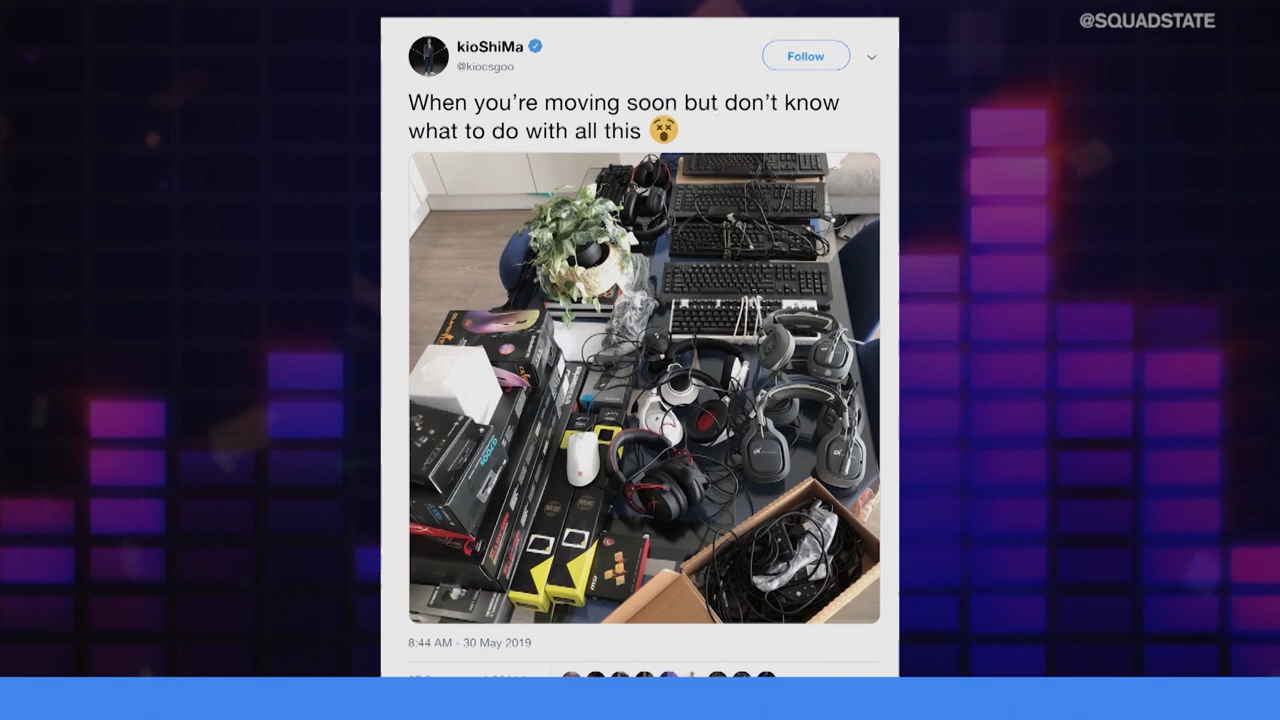 @SQUADSTATE
kioShiMa
@kiocsgoo
Follow
When you’re moving soon but don’t know
what to do with all this 😵
8:44 AM - 30 May 2019